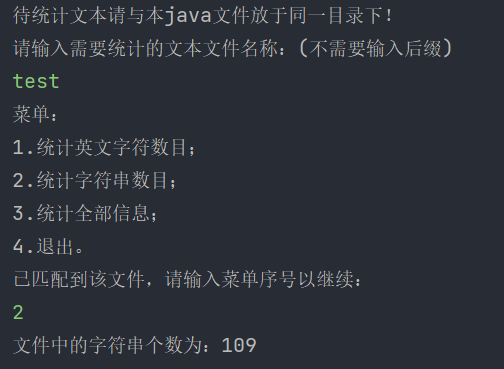 待统计文本请与本java文件放于同一目录下!
请输入需要统计的文本文件名称：(不需要输入后缀)
test
菜单：
1.统计英文字符数目；
2.统计字符串数目；
3.统计全部信息；
4.退出。
已匹配到该文件，请输入菜单序号以继续：
2
文件中的字符串个数为：109